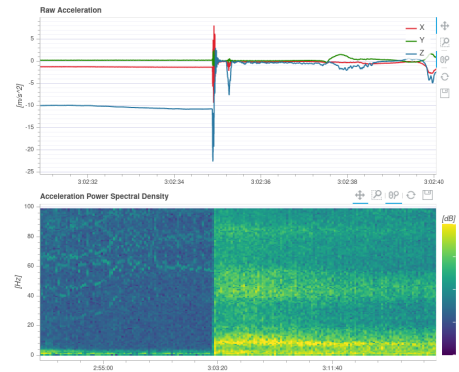 Raw Acceleration
X
Y
Z
5
0
-5
-10
-15
-20
-25
[m/s^2]
3:02:32
3:02:34
3:02:36
3:02:38
3:02:40
Acceleration Power Spectral Density
[dB]
100
80
60
40
20
0
[Hz]
2:55:00
3:03:20
3:11:40